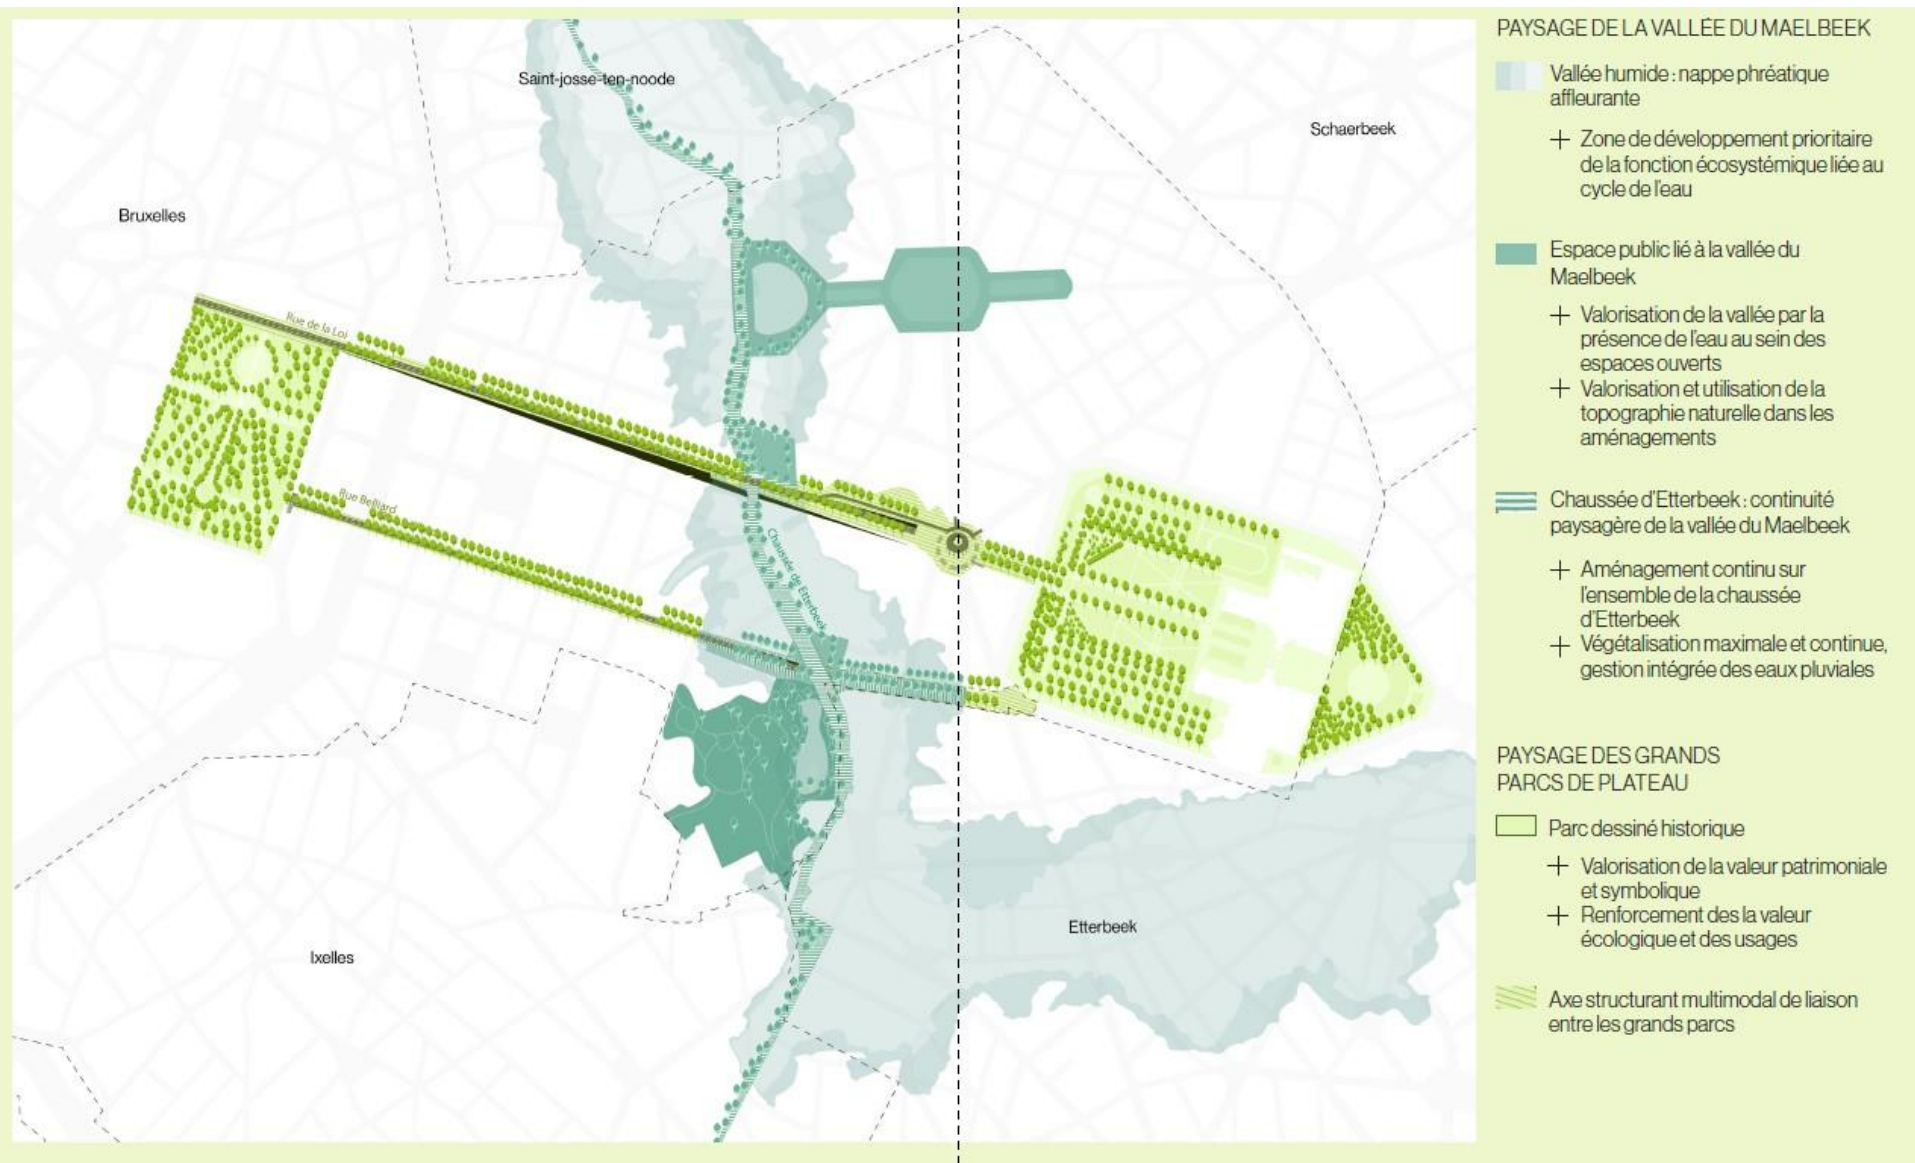 Saint-josse-ten-noode
Schaerbeek
Bruxelles
Rue de la Loi
Rue Belliard
Chaussée de Etterbeek
Etterbeek
Ixelles
PAYSAGE DE LA VALLÉE DU MAELBEEK
Vallée humide : nappe phréatique
affleurante
+ Zone de développement prioritaire
de la fonction écosystémique liée au
cycle de l'eau
Espace public lié à la vallée du
Maelbeek
+ Valorisation de la vallée par la
présence de l'eau au sein des
espaces ouverts
+ Valorisation et utilisation de la
topographie naturelle dans les
aménagements
Chaussée d'Etterbeek : continuité
paysagère de la vallée du Maelbeek
+ Aménagement continu sur
l'ensemble de la chaussée
d'Etterbeek
+ Végétalisation maximale et continue,
gestion intégrée des eaux pluviales
PAYSAGE DES GRANDS
PARCS DE PLATEAU
Parc dessiné historique
+ Valorisation de la valeur patrimoniale
et symbolique
+ Renforcement des la valeur
écologique et des usages
Axe structurant multimodal de liaison
entre les grands parcs